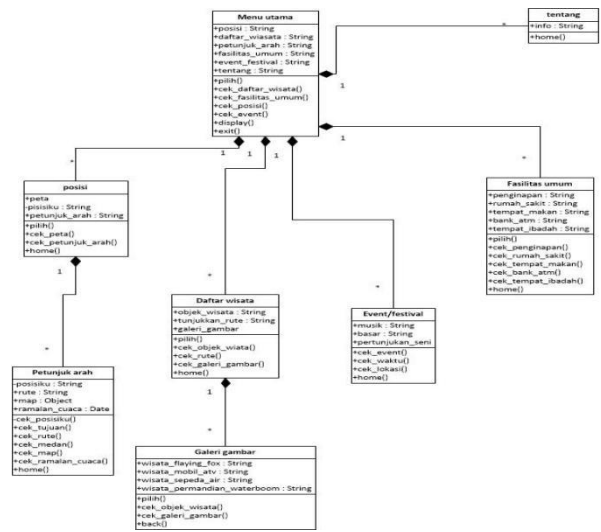 Menu utama
+posisi : String
+daftar_wiasata : String
+petunjuk_arah : String
+fasilitas_umum : String
+event_festival : String
+tentang : String
+pilih()
+cek_daftar_wisata()
+cek_fasilitas_umum()
+cek_posisi()
+cek_event()
+display()
+exit()
tentang
+info : String
+home()
*
1
1
1
1
1
*
*
*
*
posisi
+peta
-pisisiku : String
+petunjuk_arah : String
+pilih()
+cek_peta()
+cek_petunjuk_arah()
+home()
Fasilitas umum
+penginapan : String
+rumah_sakit : String
+tempat_makan : String
+bank_atm : String
+tempat_ibadah : String
+pilih()
+cek_penginapan()
+cek_rumah_sakit()
+cek_tempat_makan()
+cek_bank_atm()
+cek_tempat_ibadah()
+home()
1
*
Daftar wisata
+objek_wisata : String
+tunjukkan_rute : String
+galeri_gambar
+pilih()
+cek_objek_wiata()
+cek_rute()
+cek_galeri_gambar()
+home()
Event/festival
+musik : String
+basar : String
+pertunjukan_seni
+cek_event()
+cek_waktu()
+cek_lokasi()
+home()
Petunjuk arah
-posisiku : String
+rute : String
+map : Object
+ramalan_cuaca : Date
-cek_posisiku()
+cek_tujuan()
+cek_rute()
+cek_medan()
+cek_map()
+cek_ramalan_cuaca()
+home()
1
*
Galeri gambar
+wisata_flaying_fox : String
+wisata_mobil_atv : String
+wisata_sepeda_air : String
+wisata_permandian_waterboom : String
+pilih()
+cek_objek_wisata()
+cek_galeri_gambar()
+back()